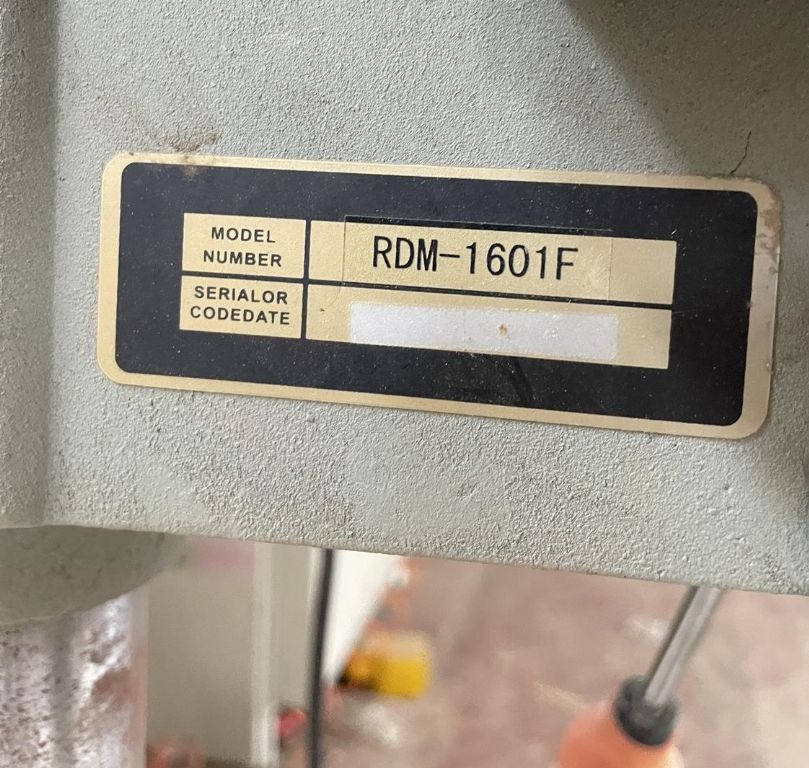 MODEL
NUMBER
RDM-1601F
SERIALOR
CODEDATE